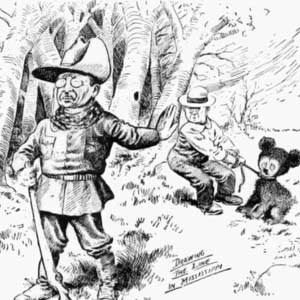 DRAWING
THE LINE
IN MISSISSIPPI